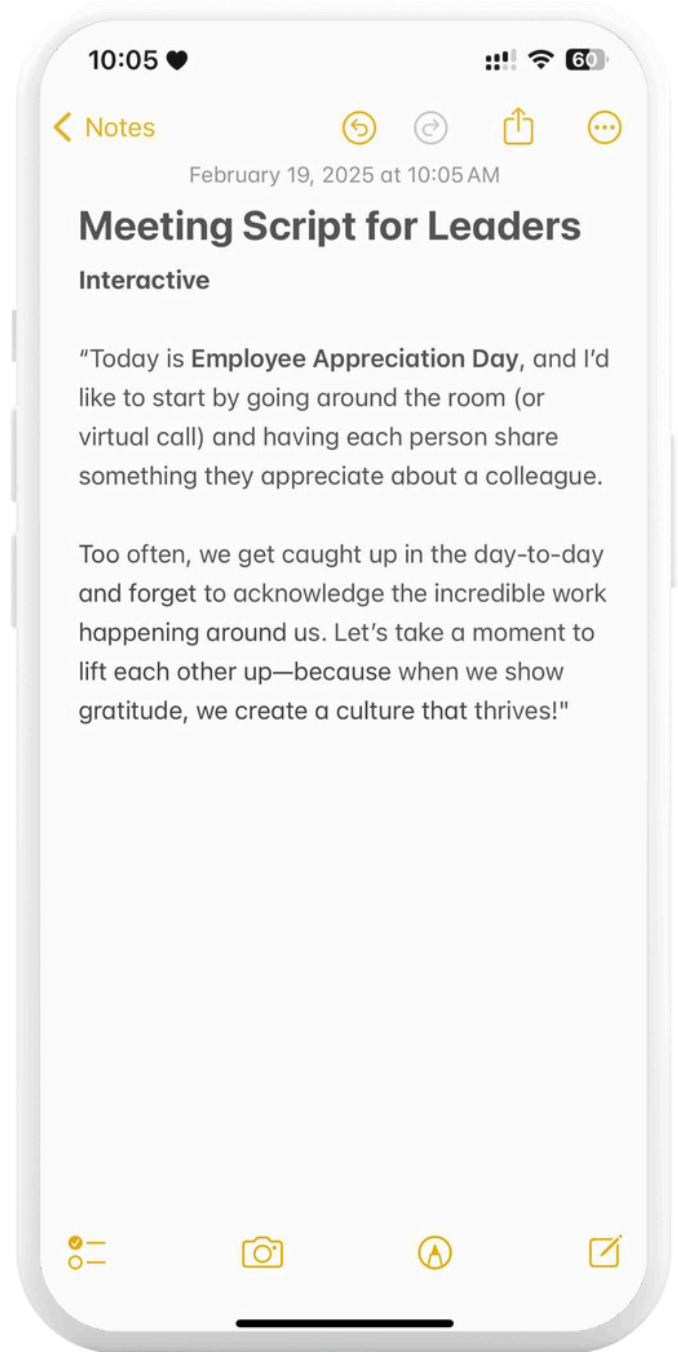 10:05
60
Notes
February 19, 2025 at 10:05 AM
Meeting Script for Leaders
Interactive
“Today is Employee Appreciation Day, and I’d
like to start by going around the room (or
virtual call) and having each person share
something they appreciate about a colleague.
Too often, we get caught up in the day-to-day
and forget to acknowledge the incredible work
happening around us. Let’s take a moment to
lift each other up—because when we show
gratitude, we create a culture that thrives!"